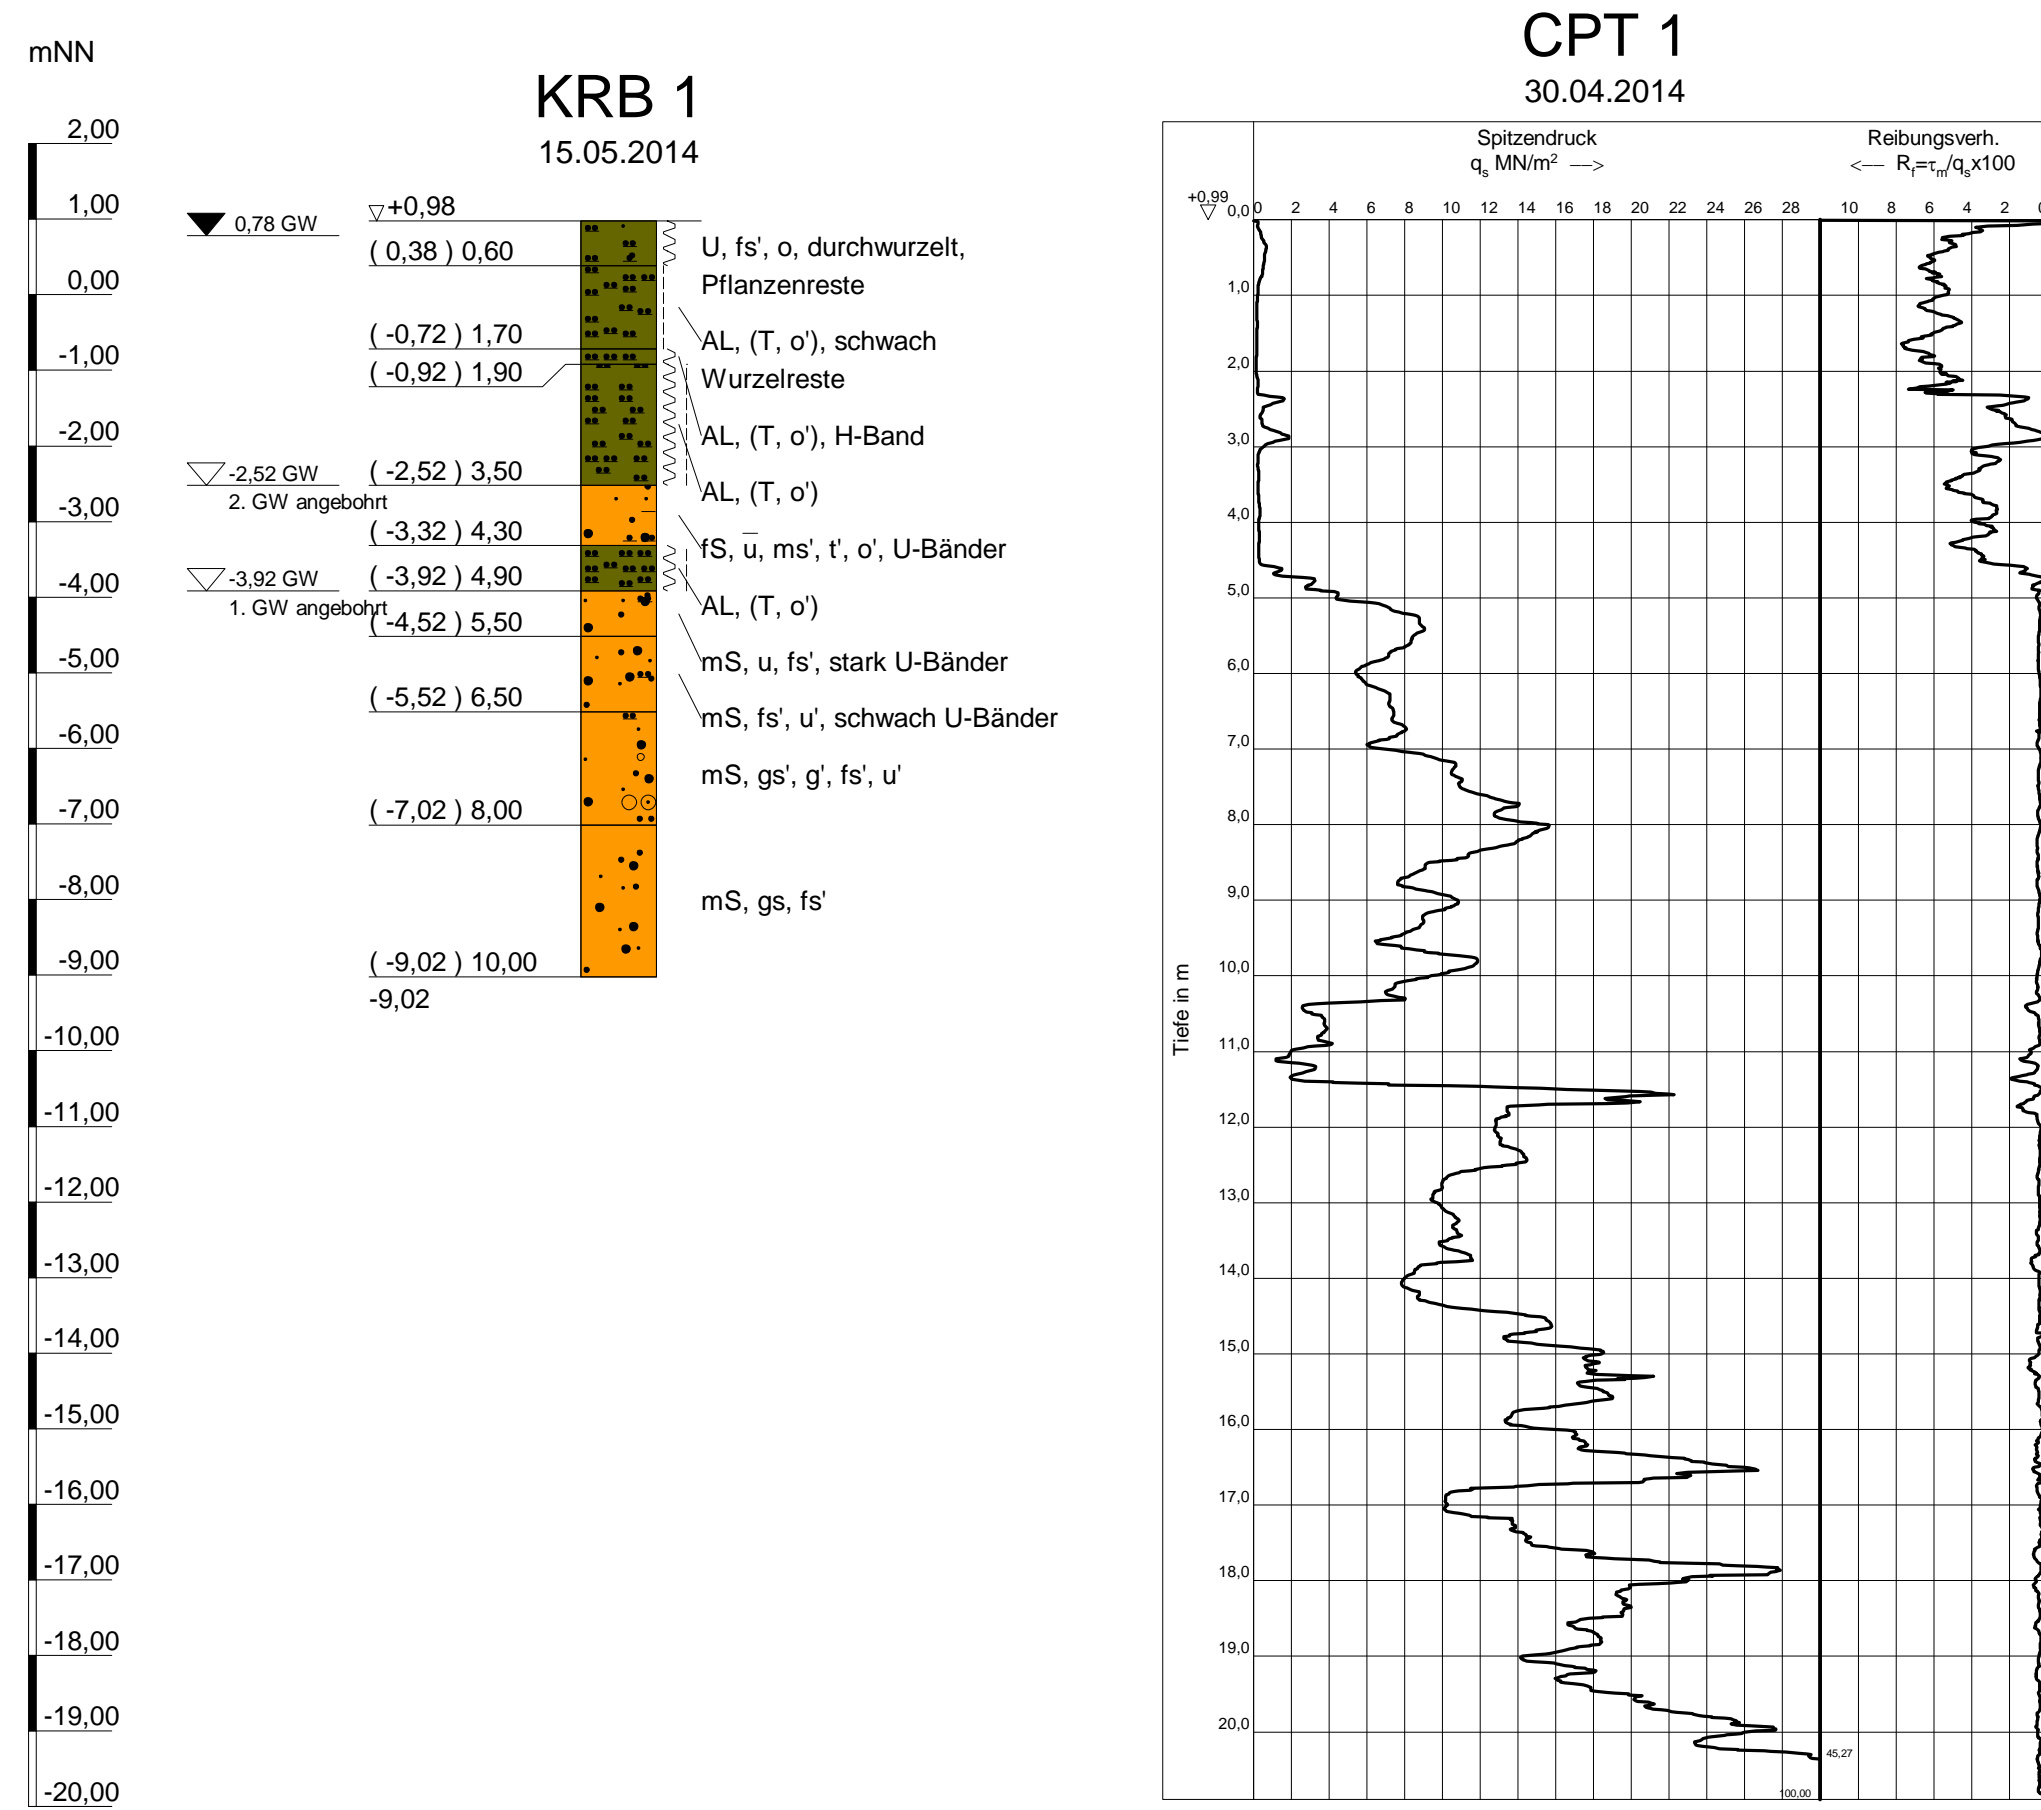 mNN
2,00
1,00
0,00
-1,00
-2,00
-3,00
-4,00
-5,00
-6,00
-7,00
-8,00
-9,00
-10,00
-11,00
-12,00
-13,00
-14,00
-15,00
-16,00
-17,00
-18,00
-19,00
-20,00
KRB 1
15.05.2014
0,78 GW
-2,52 GW
2. GW angebohrt
-3,92 GW
1. GW angebohrt
+0,98
( 0,38 ) 0,60
( -0,72 ) 1,70
( -0,92 ) 1,90
( -2,52 ) 3,50
( -3,32 ) 4,30
( -3,92 ) 4,90
( -4,52 ) 5,50
( -5,52 ) 6,50
( -7,02 ) 8,00
( -9,02 ) 10,00
-9,02
U, fs', o, durchwurzelt,
Pflanzenreste
AL, (T, o'), schwach
Wurzelreste
AL, (T, o'), H-Band
AL, (T, o')
fS, u̅, ms', t', o', U-Bänder
AL, (T, o')
mS, u, fs', stark U-Bänder
mS, fs', u', schwach U-Bänder
mS, gs', g', fs', u'
mS, gs, fs'
CPT 1
30.04.2014
Spitzendruck
qs MN/m² —>
Reibungsverh.
<— Rf=τm/qsx100
+0,99
0 2 4 6 8 10 12 14 16 18 20 22 24 26 28
10 8 6 4 2 0
0,0
1,0
2,0
3,0
4,0
5,0
6,0
7,0
8,0
9,0
10,0
11,0
12,0
13,0
14,0
15,0
16,0
17,0
18,0
19,0
20,0
Tiefe in m
45,27
100,00